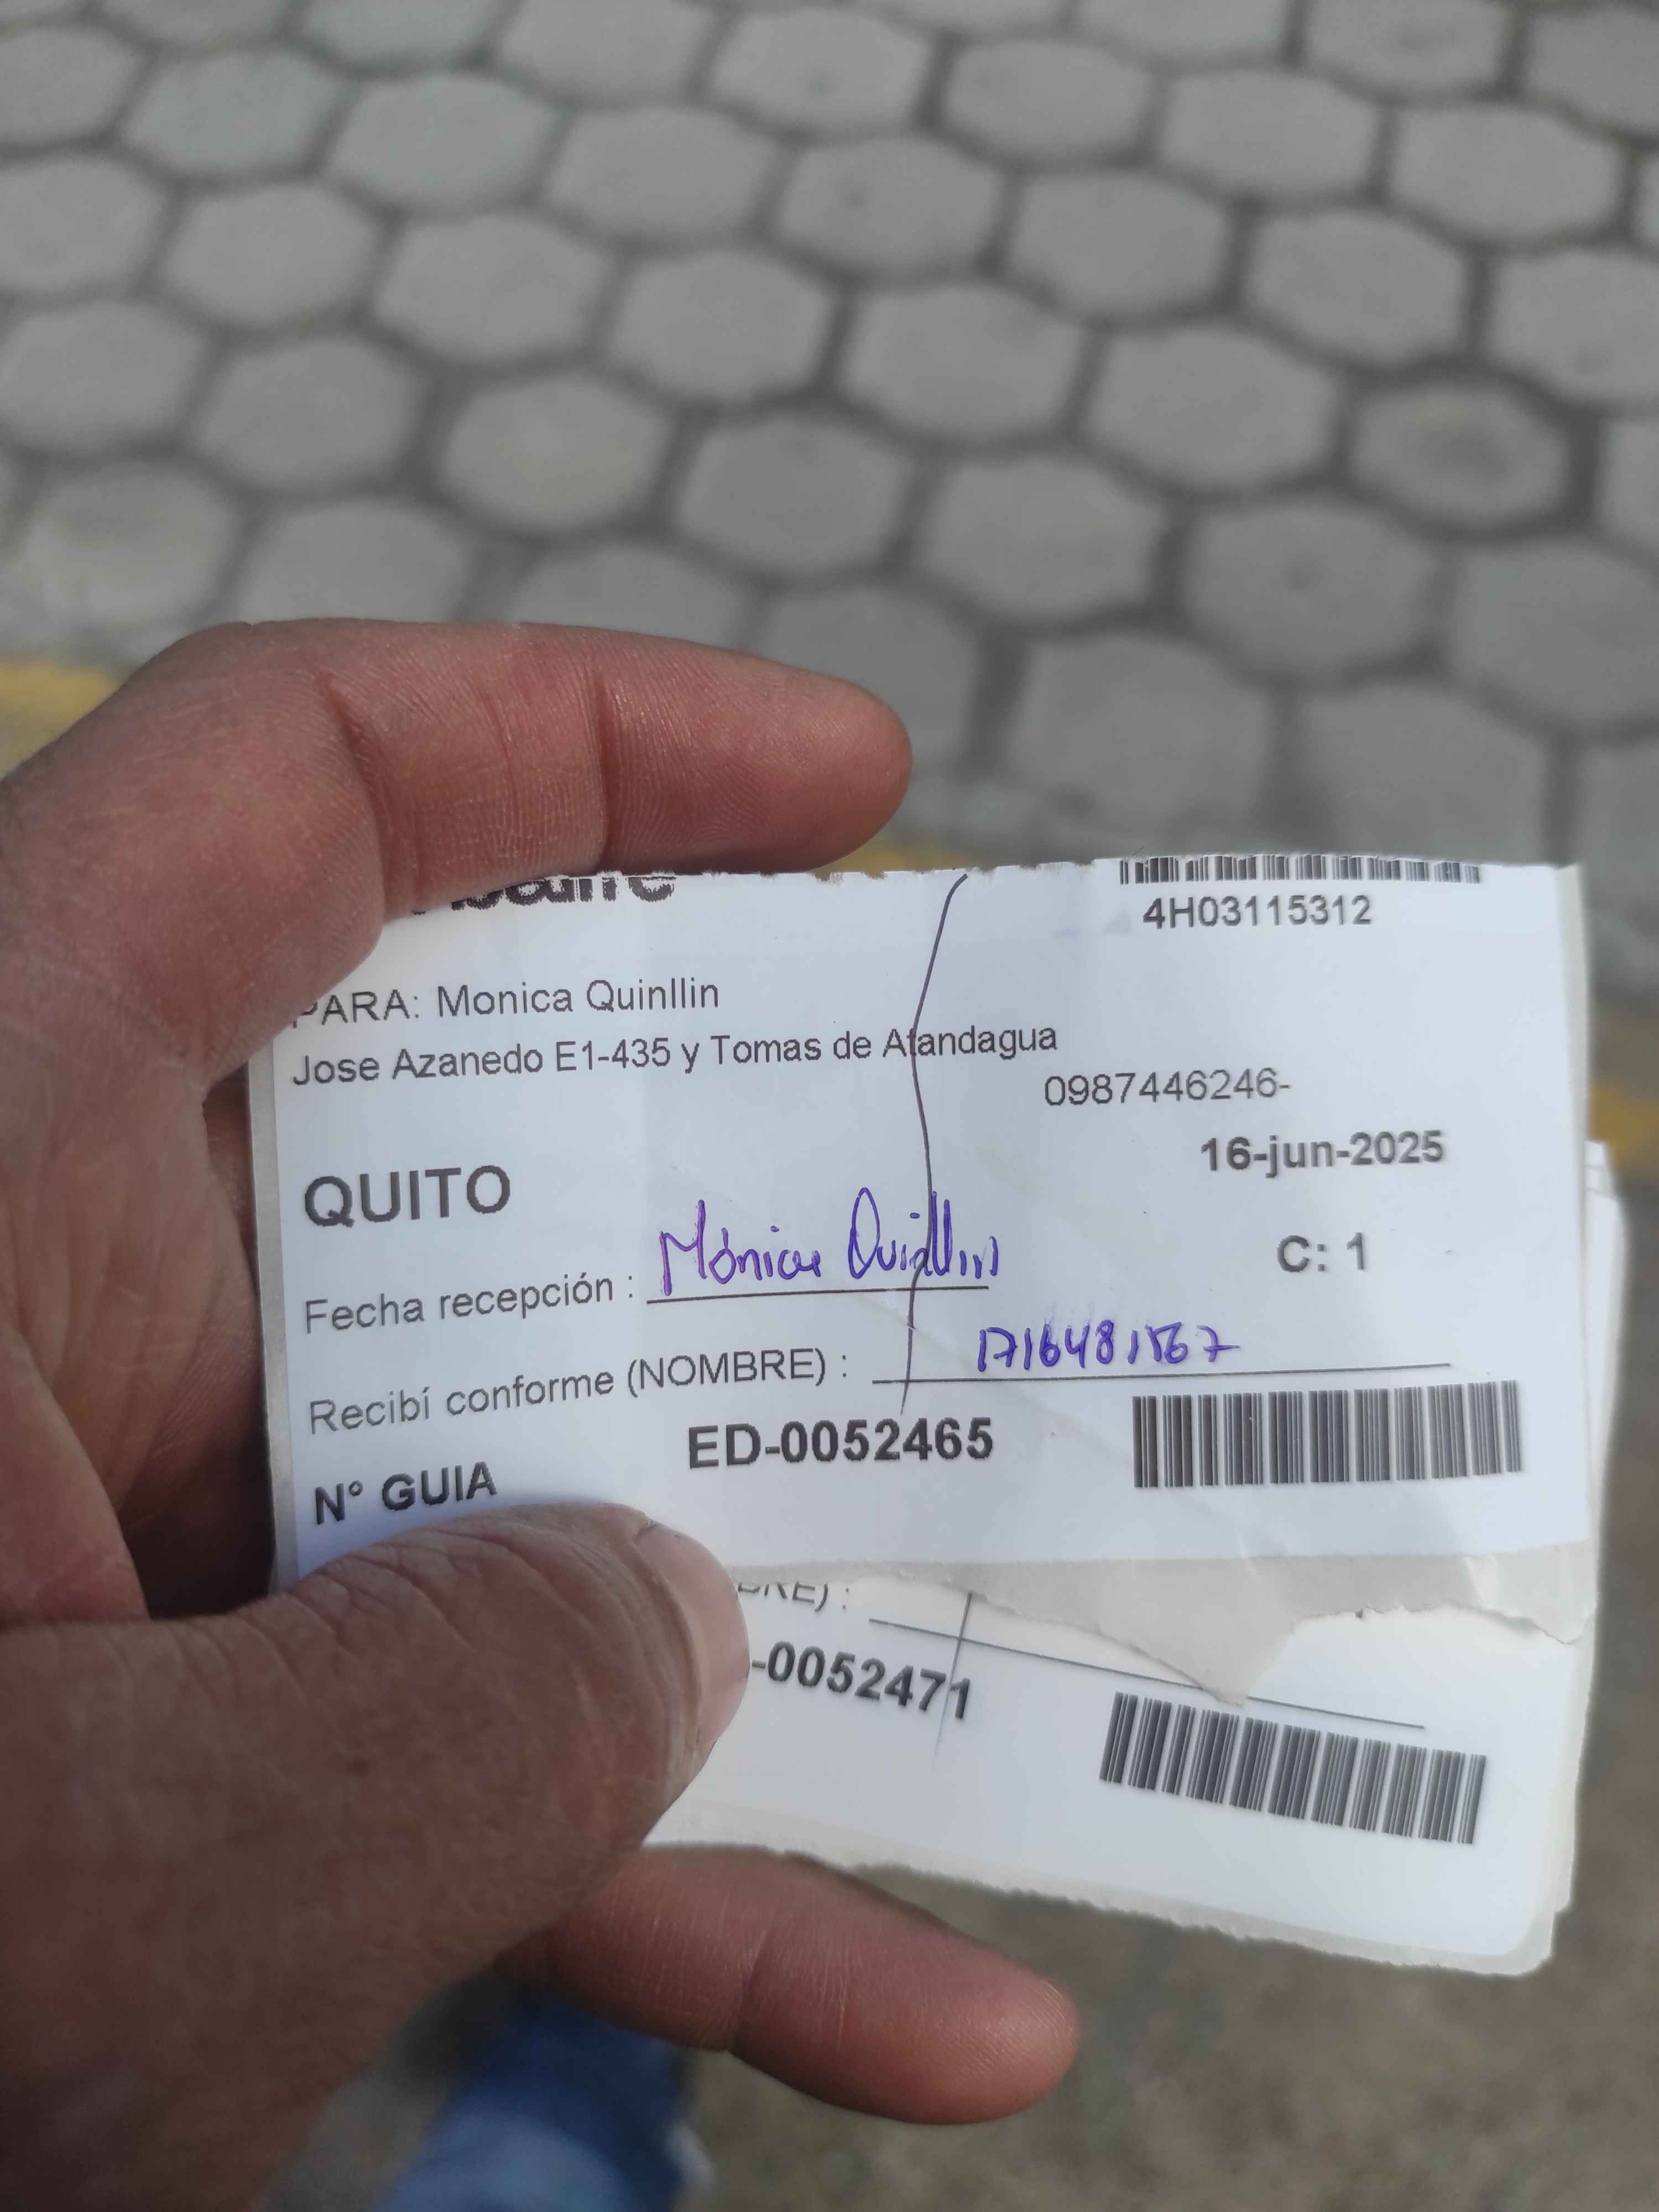 4H03115312
PARA: Monica Quinllin
Jose Azanedo E1-435 y Tomas de Atandagua
0987446246-
16-jun-2025
QUITO
C: 1
Fecha recepción : Mónica Quinllin
Recibí conforme (NOMBRE) : 1716481567
N° GUIA ED-0052465
BRE) :
-0052471